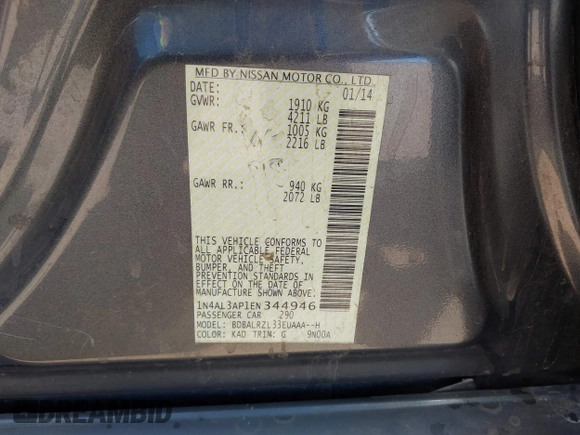 MFD BY NISSAN MOTOR CO., LTD.
DATE: 01/14
GVWR: 1910 KG
4211 LB
GAWR FR.: 1005 KG
2216 LB
GAWR RR.: 940 KG
2072 LB
THIS VEHICLE CONFORMS TO
ALL APPLICABLE FEDERAL
MOTOR VEHICLE SAFETY,
BUMPER, AND THEFT
PREVENTION STANDARDS IN
EFFECT ON THE DATE OF
MANUFACTURE SHOWN ABOVE.
1N4AL3AP1EN344946
PASSENGER CAR 290
MODEL: BDBALRZL33EUAAA--H
COLOR: KAD TRIM: G 9N00A
DREAMBID